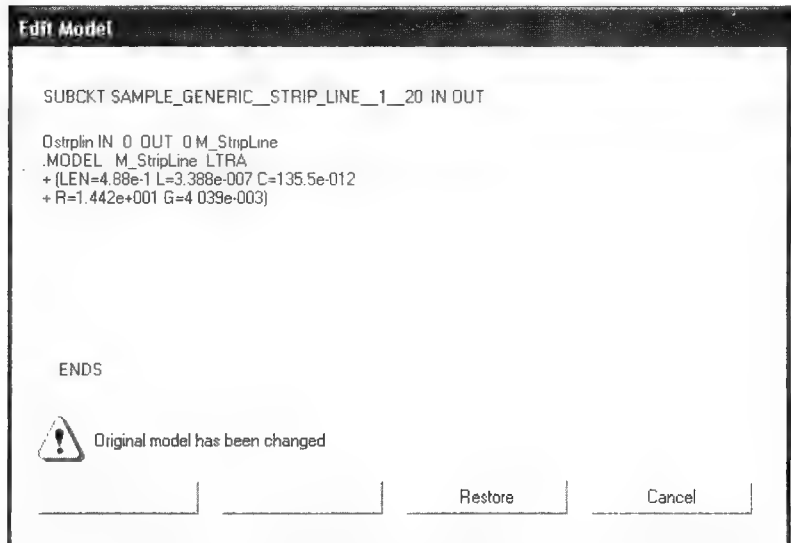 Edit Model
SUBCKT SAMPLE_GENERIC__STRIP_LINE__1__20 IN OUT
Ostrplin IN 0 OUT 0 M_StripLine
.MODEL M_StripLine LTRA
+ (LEN=4.88e-1 L=3.388e-007 C=135.5e-012
+ R=1.442e+001 G=4 039e-003)
ENDS
Original model has been changed
Restore Cancel